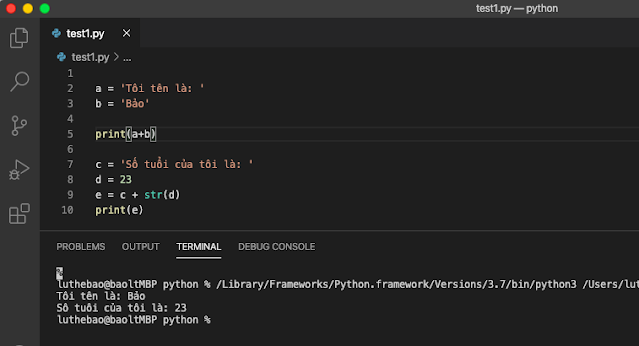 test1.py — python
test1.py
test1.py > ...
1
2 a = 'Tôi tên là: '
3 b = 'Bảo'
4
5 print(a+b)
6
7 c = 'Số tuổi của tôi là: '
8 d = 23
9 e = c + str(d)
10 print(e)
PROBLEMS OUTPUT TERMINAL DEBUG CONSOLE
%
luthebao@baoltMBP python % /Library/Frameworks/Python.framework/Versions/3.7/bin/python3 /Users/lut
Tôi tên là: Bảo
Số tuổi của tôi là: 23
luthebao@baoltMBP python %